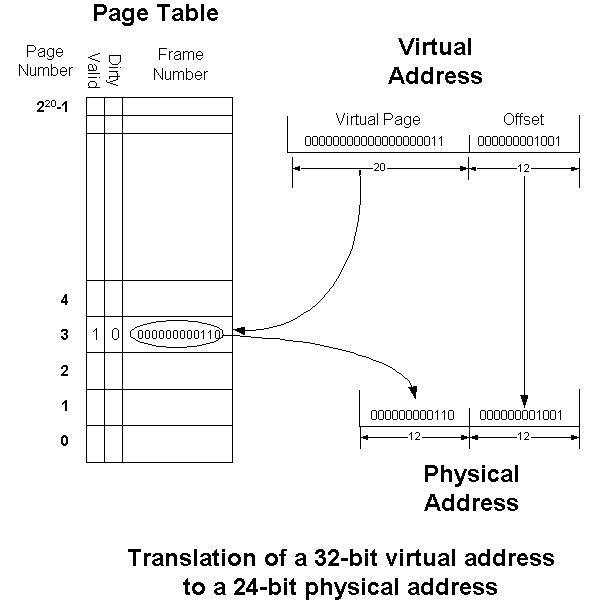 Page Table
Page
Number
Valid
Dirty
Frame
Number
2²⁰-1
4
3
1
0
000000000110
2
1
0
Virtual
Address
Virtual Page
Offset
00000000000000000011
000000001001
20
12
000000000110
000000001001
12
12
Physical
Address
Translation of a 32-bit virtual address
to a 24-bit physical address